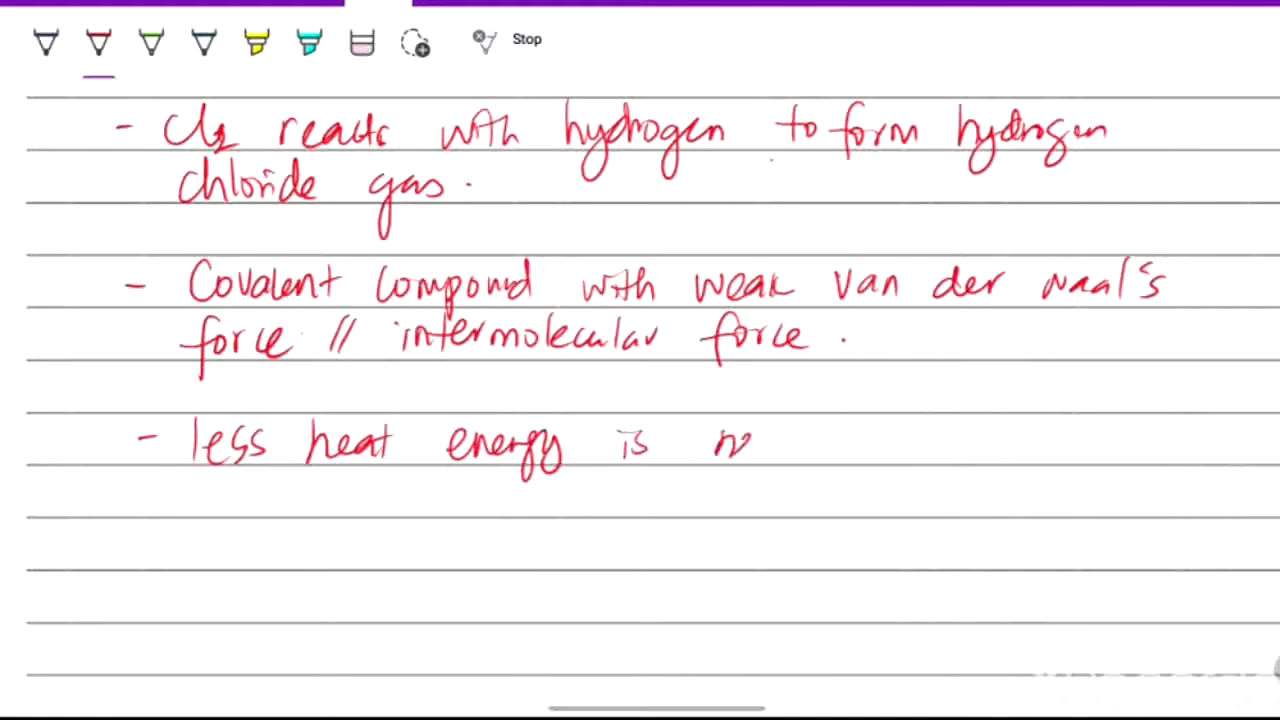 Stop
- Cl2 reacts with hydrogen to form hydrogen
chloride gas.
- Covalent compound with weak van der waal's
force // intermolecular force.
- less heat energy is